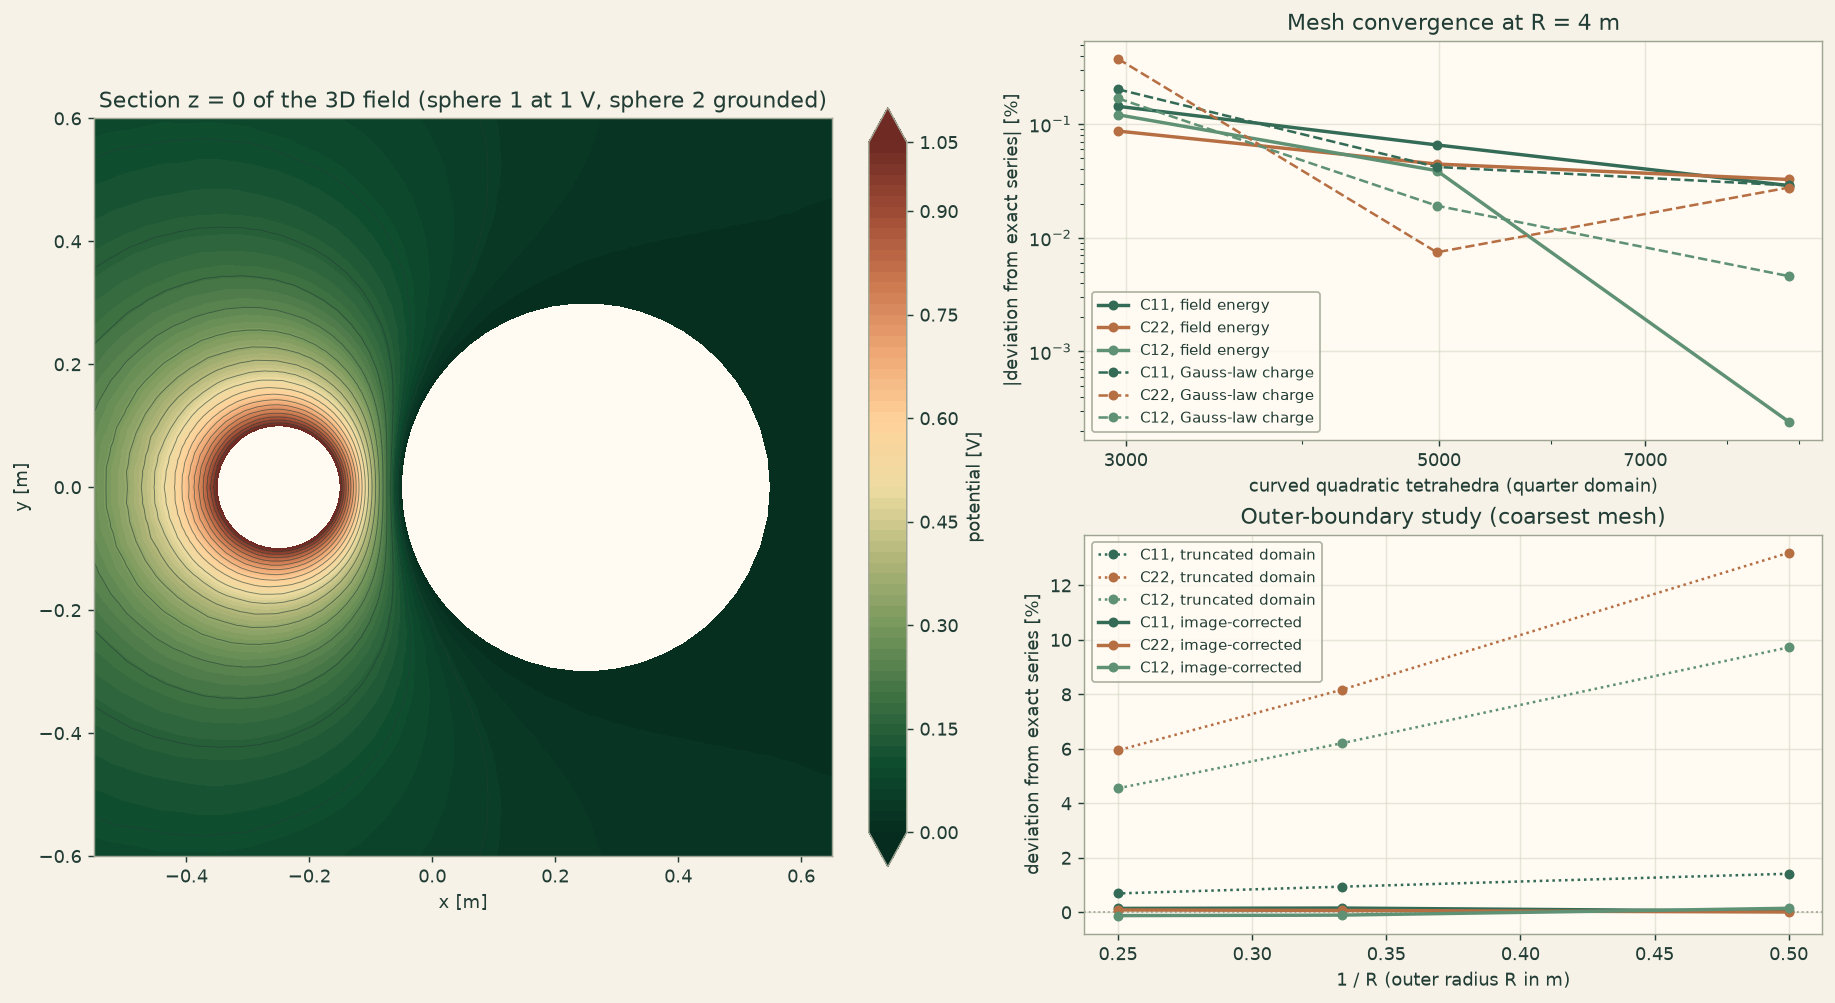 Section z = 0 of the 3D field (sphere 1 at 1 V, sphere 2 grounded)
0.6
0.4
0.2
0.0
−0.2
−0.4
−0.6
y [m]
−0.4
−0.2
0.0
0.2
0.4
0.6
x [m]
1.05
0.90
0.75
0.60
0.45
0.30
0.15
0.00
potential [V]
Mesh convergence at R = 4 m
|deviation from exact series| [%]
10⁻¹
10⁻²
10⁻³
C11, field energy
C22, field energy
C12, field energy
C11, Gauss-law charge
C22, Gauss-law charge
C12, Gauss-law charge
3000
5000
7000
curved quadratic tetrahedra (quarter domain)
Outer-boundary study (coarsest mesh)
deviation from exact series [%]
12
10
8
6
4
2
0
C11, truncated domain
C22, truncated domain
C12, truncated domain
C11, image-corrected
C22, image-corrected
C12, image-corrected
0.25
0.30
0.35
0.40
0.45
0.50
1 / R (outer radius R in m)